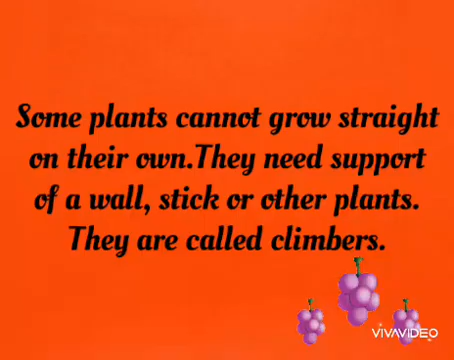 Some plants cannot grow straight
on their own.They need support
of a wall, stick or other plants.
They are called climbers.
VIVAVIDEO